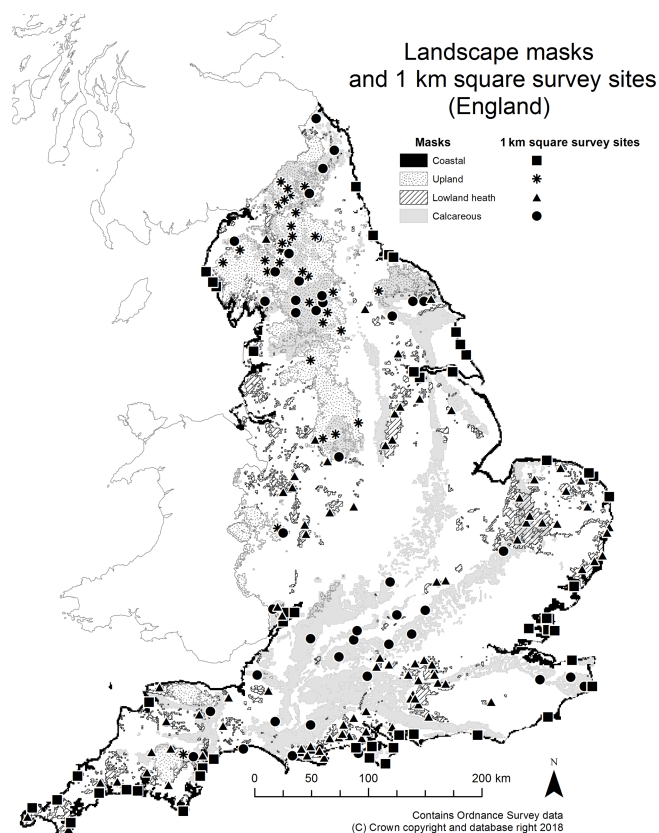 Landscape masks
and 1 km square survey sites
(England)
Masks 1 km square survey sites
Coastal
Upland
Lowland heath
Calcareous
N
0 50 100 200 km
Contains Ordnance Survey data
(C) Crown copyright and database right 2018